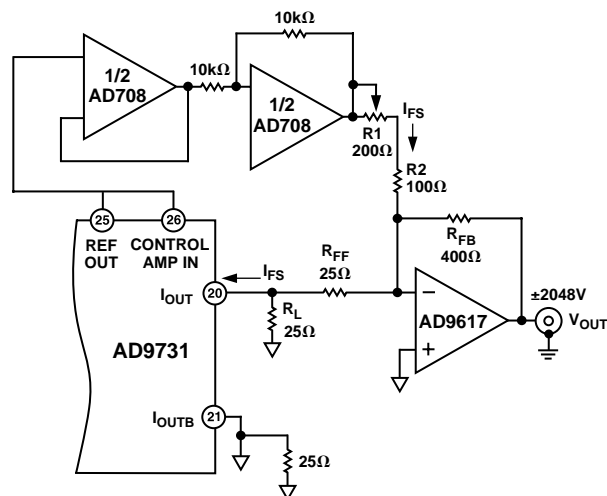 10kΩ
10kΩ
1/2
AD708
1/2
AD708
IFS
R1
200Ω
R2
100Ω
25
26
REF
OUT
CONTROL
AMP IN
RFB
400Ω
IFS
RFF
25Ω
IOUT
20
RL
25Ω
–
+
AD9617
±2048V
VOUT
AD9731
IOUTB
21
25Ω